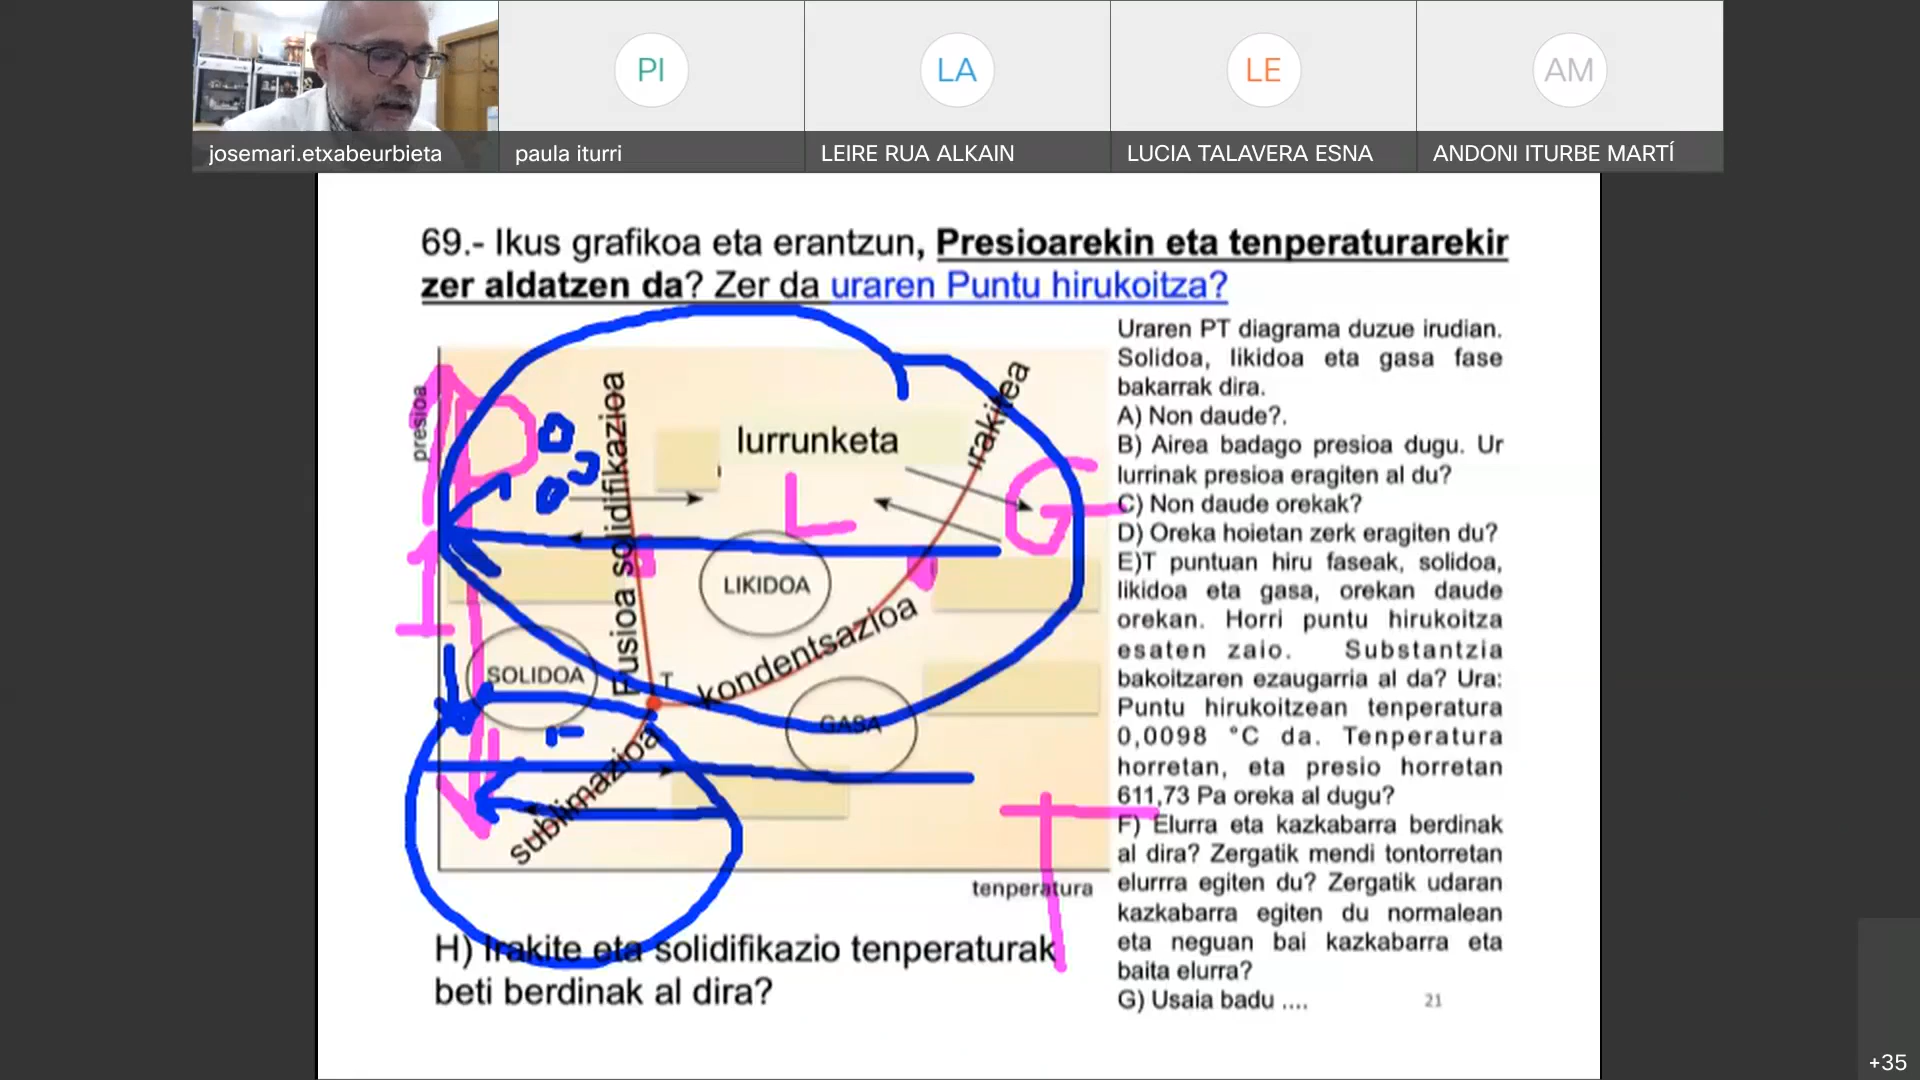 PI
LA
LE
AM
josemari.etxabeurbieta
paula iturri
LEIRE RUA ALKAIN
LUCIA TALAVERA ESNA
ANDONI ITURBE MARTÍ
69.- Ikus grafikoa eta erantzun, Presioarekin eta tenperaturarekir
zer aldatzen da? Zer da uraren Puntu hirukoitza?
presioa
P
Fusioa solidifikazioa
lurrunketa
irakitea
L
G
LIKIDOA
SOLIDOA
T
kondentsazioa
GASA
sublimazioa
T
tenperatura
H) Irakite eta solidifikazio tenperaturak
beti berdinak al dira?
Uraren PT diagrama duzue irudian.
Solidoa, likidoa eta gasa fase
bakarrak dira.
A) Non daude?.
B) Airea badago presioa dugu. Ur
lurrinak presioa eragiten al du?
C) Non daude orekak?
D) Oreka hoietan zerk eragiten du?
E)T puntuan hiru faseak, solidoa,
likidoa eta gasa, orekan daude
orekan. Horri puntu hirukoitza
esaten zaio. Substantzia
bakoitzaren ezaugarria al da? Ura:
Puntu hirukoitzean tenperatura
0,0098 °C da. Tenperatura
horretan, eta presio horretan
611,73 Pa oreka al dugu?
F) Elurra eta kazkabarra berdinak
al dira? Zergatik mendi tontorretan
elurrra egiten du? Zergatik udaran
kazkabarra egiten du normalean
eta neguan bai kazkabarra eta
baita elurra?
G) Usaia badu ....
21
+35